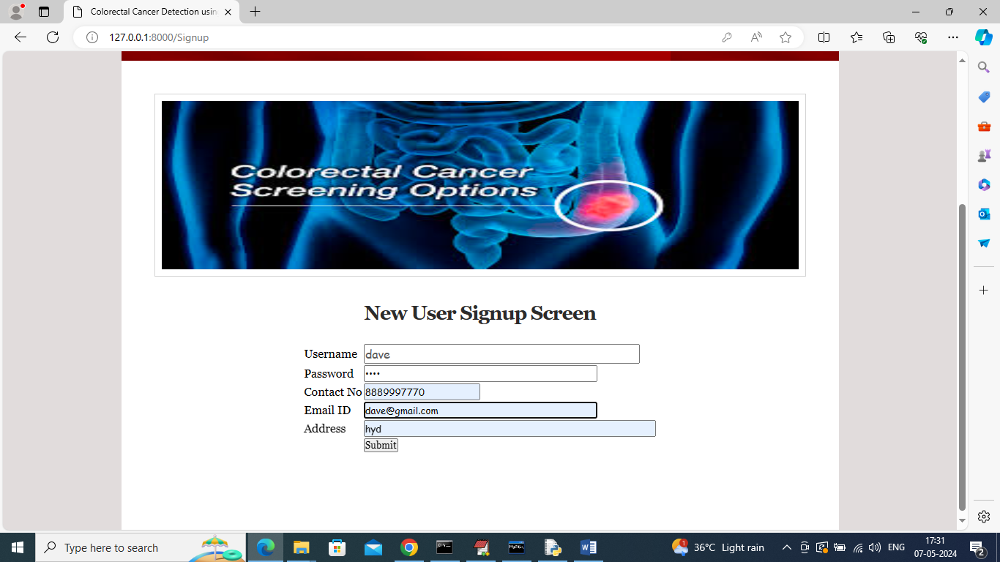 Colorectal Cancer Detection usin
127.0.0.1:8000/Signup
Colorectal Cancer
Screening Options
New User Signup Screen
Username dave
Password ••••
Contact No 8889997770
Email ID dave@gmail.com
Address hyd
Submit
Type here to search
1
36°C Light rain
ENG
17:31
07-05-2024
2